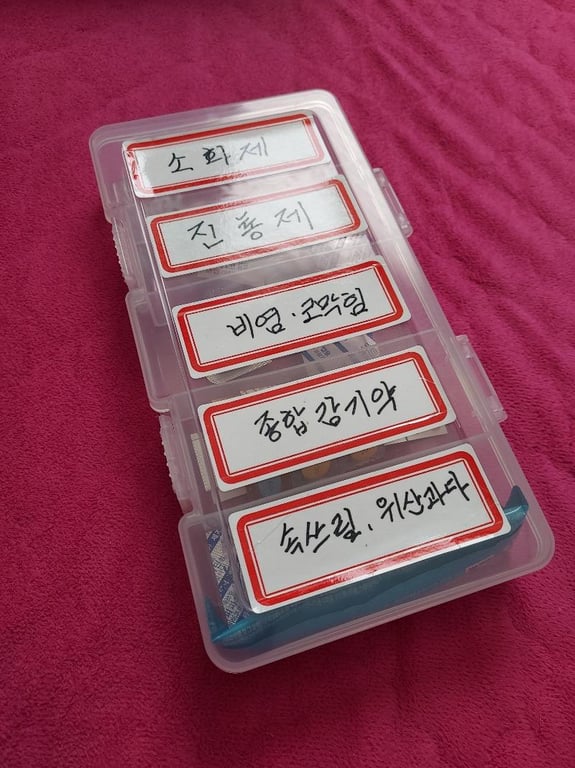 소화제
진통제
비염·코막힘
종합감기약
속쓰림, 위산과다